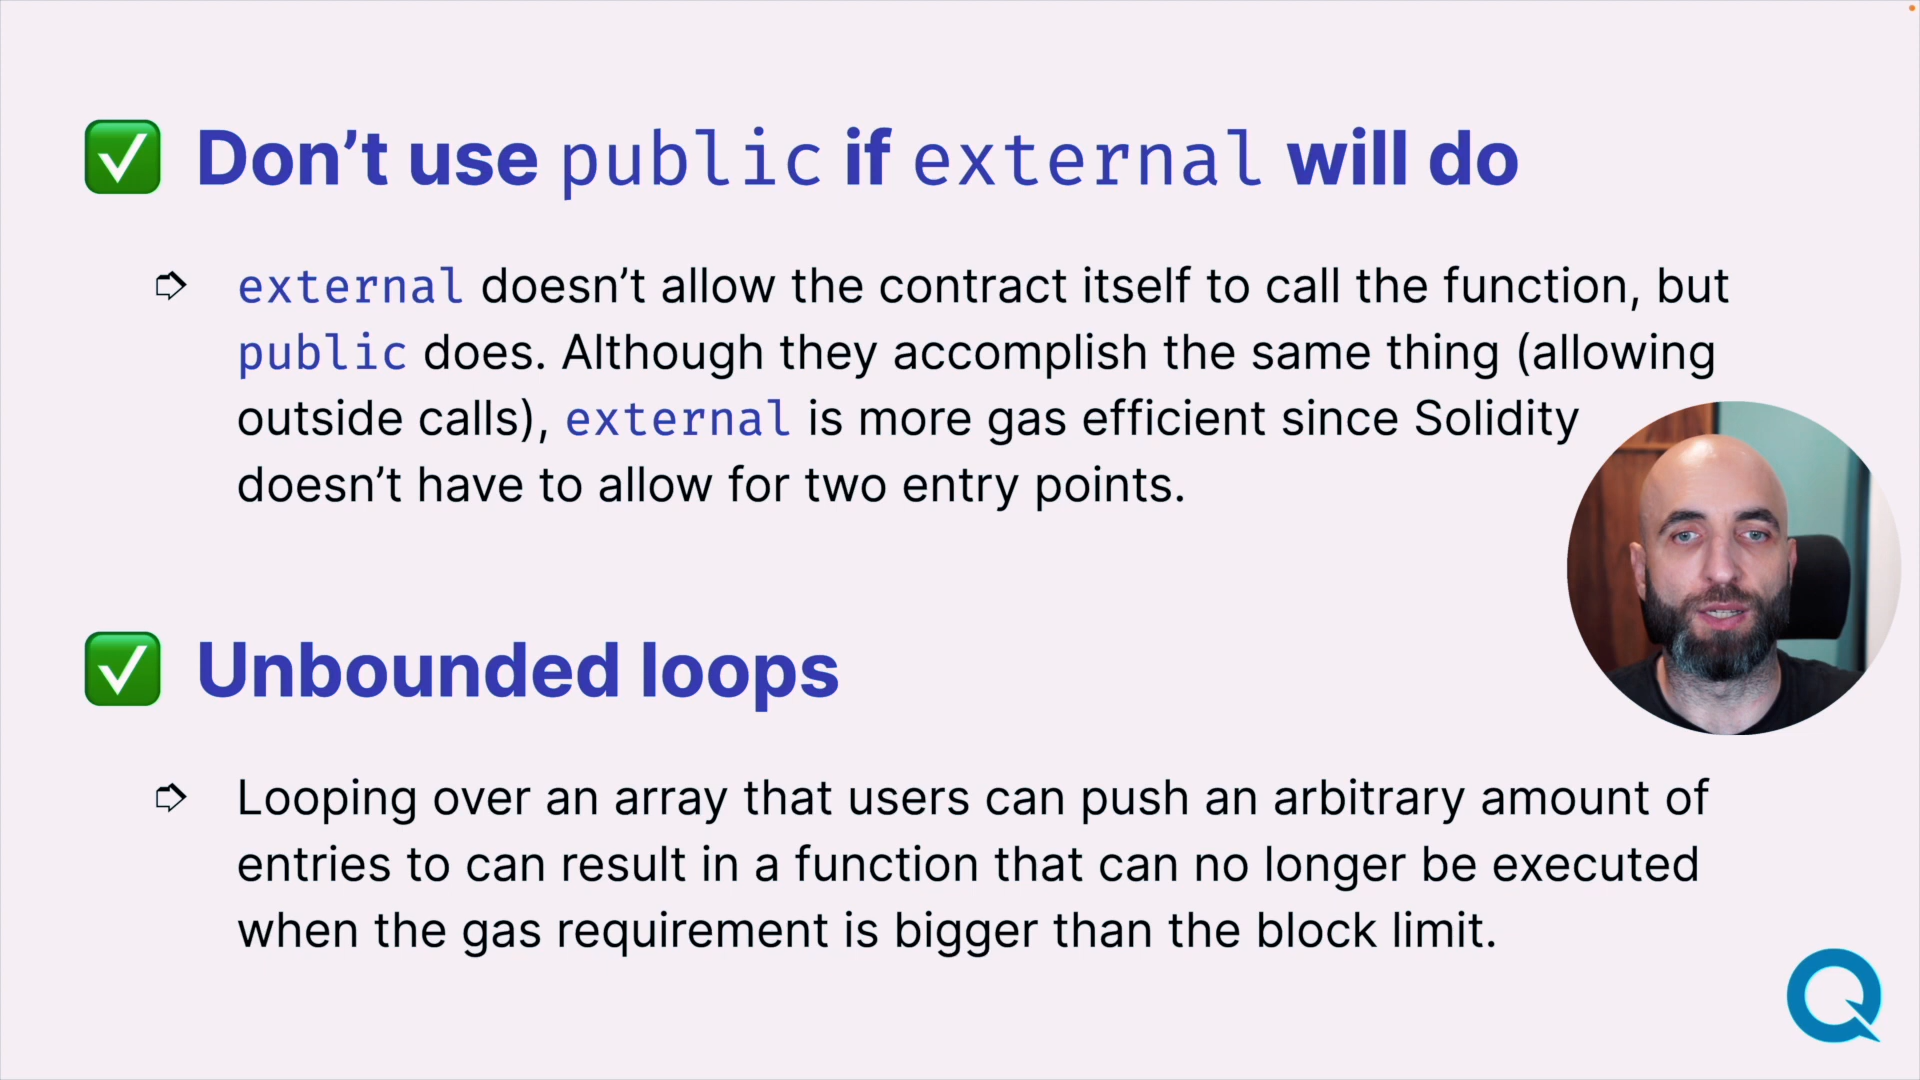 Don’t use public if external will do
external doesn’t allow the contract itself to call the function, but
public does. Although they accomplish the same thing (allowing
outside calls), external is more gas efficient since Solidity
doesn’t have to allow for two entry points.
Unbounded loops
Looping over an array that users can push an arbitrary amount of
entries to can result in a function that can no longer be executed
when the gas requirement is bigger than the block limit.